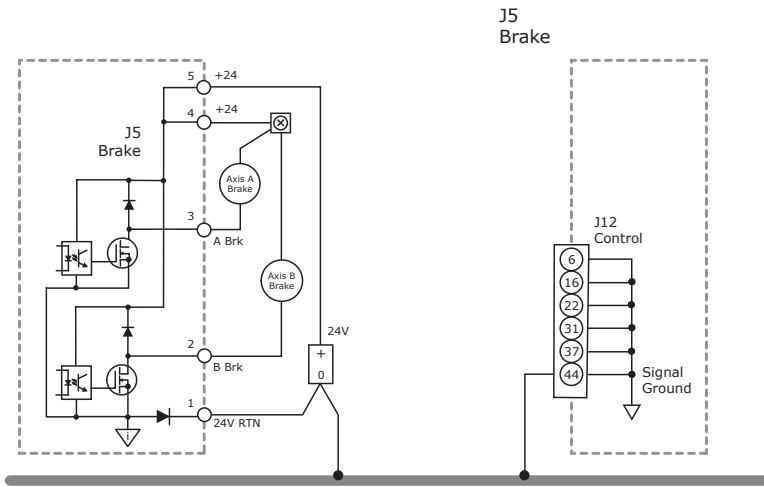 J5
Brake
5 +24
4 +24
J5
Brake
Axis A
Brake
3
A Brk
Axis B
Brake
2
B Brk
24V
+
0
1
24V RTN
i
J12
Control
6
16
22
31
37
44
Signal
Ground